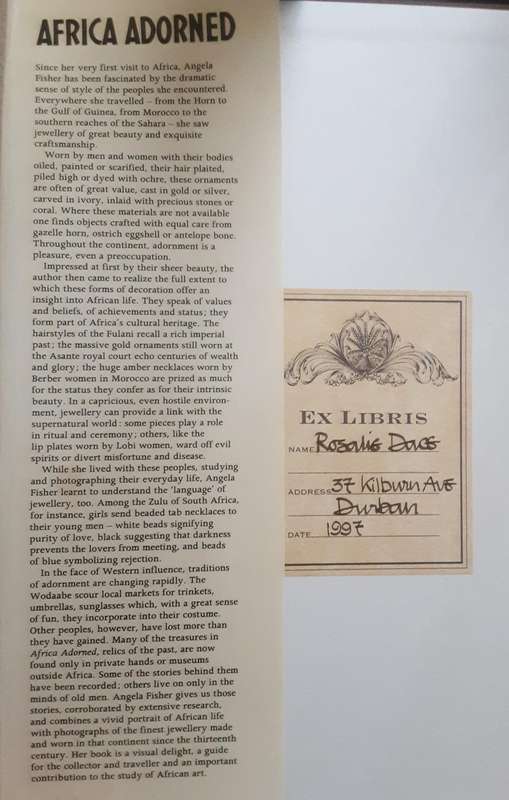 AFRICA ADORNED
Since her very first visit to Africa, Angela
Fisher has been fascinated by the dramatic
sense of style of the peoples she encountered.
Everywhere she travelled – from the Horn to
the Gulf of Guinea, from Morocco to the
southern reaches of the Sahara – she saw
jewellery of great beauty and exquisite
craftsmanship.
Worn by men and women with their bodies
oiled, painted or scarified, their hair plaited,
piled high or dyed with ochre, these ornaments
are often of great value, cast in gold or silver,
carved in ivory, inlaid with precious stones or
coral. Where these materials are not available
one finds objects crafted with equal care from
gazelle horn, ostrich eggshell or antelope bone.
Throughout the continent, adornment is a
pleasure, even a preoccupation.
Impressed at first by their sheer beauty, the
author then came to realize the full extent to
which these forms of decoration offer an
insight into African life. They speak of values
and beliefs, of achievements and status; they
form part of Africa's cultural heritage. The
hairstyles of the Fulani recall a rich imperial
past; the massive gold ornaments still worn at
the Asante royal court echo centuries of wealth
and glory; the huge amber necklaces worn by
Berber women in Morocco are prized as much
for the status they confer as for their intrinsic
beauty. In a capricious, even hostile environ-
ment, jewellery can provide a link with the
supernatural world: some pieces play a role
in ritual and ceremony; others, like the
lip plates worn by Lobi women, ward off evil
spirits or divert misfortune and disease.
While she lived with these peoples, studying
and photographing their everyday life, Angela
Fisher learnt to understand the 'language' of
jewellery, too. Among the Zulu of South Africa,
for instance, girls send beaded tab necklaces to
their young men – white beads signifying
purity of love, black suggesting that darkness
prevents the lovers from meeting, and beads
of blue symbolizing rejection.
In the face of Western influence, traditions
of adornment are changing rapidly. The
Wodaabe scour local markets for trinkets,
umbrellas, sunglasses which, with a great sense
of fun, they incorporate into their costume.
Other peoples, however, have lost more than
they have gained. Many of the treasures in
Africa Adorned, relics of the past, are now
found only in private hands or museums
outside Africa. Some of the stories behind them
have been recorded; others live on only in the
minds of old men. Angela Fisher gives us those
stories, corroborated by extensive research,
and combines a vivid portrait of African life
with photographs of the finest jewellery made
and worn in that continent since the thirteenth
century. Her book is a visual delight, a guide
for the collector and traveller and an important
contribution to the study of African art.
EX LIBRIS
NAME Rosalie
ADDRESS 37 Kilburn Ave
Durban
DATE 1997